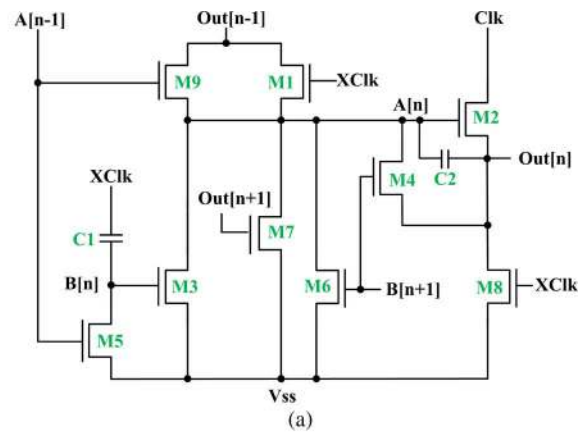 A[n-1]
Out[n-1]
Clk
M9
M1
XClk
A[n]
M2
XClk
M4
C2
Out[n]
C1
Out[n+1]
M7
B[n]
M3
M6
B[n+1]
M8
XClk
M5
Vss
(a)